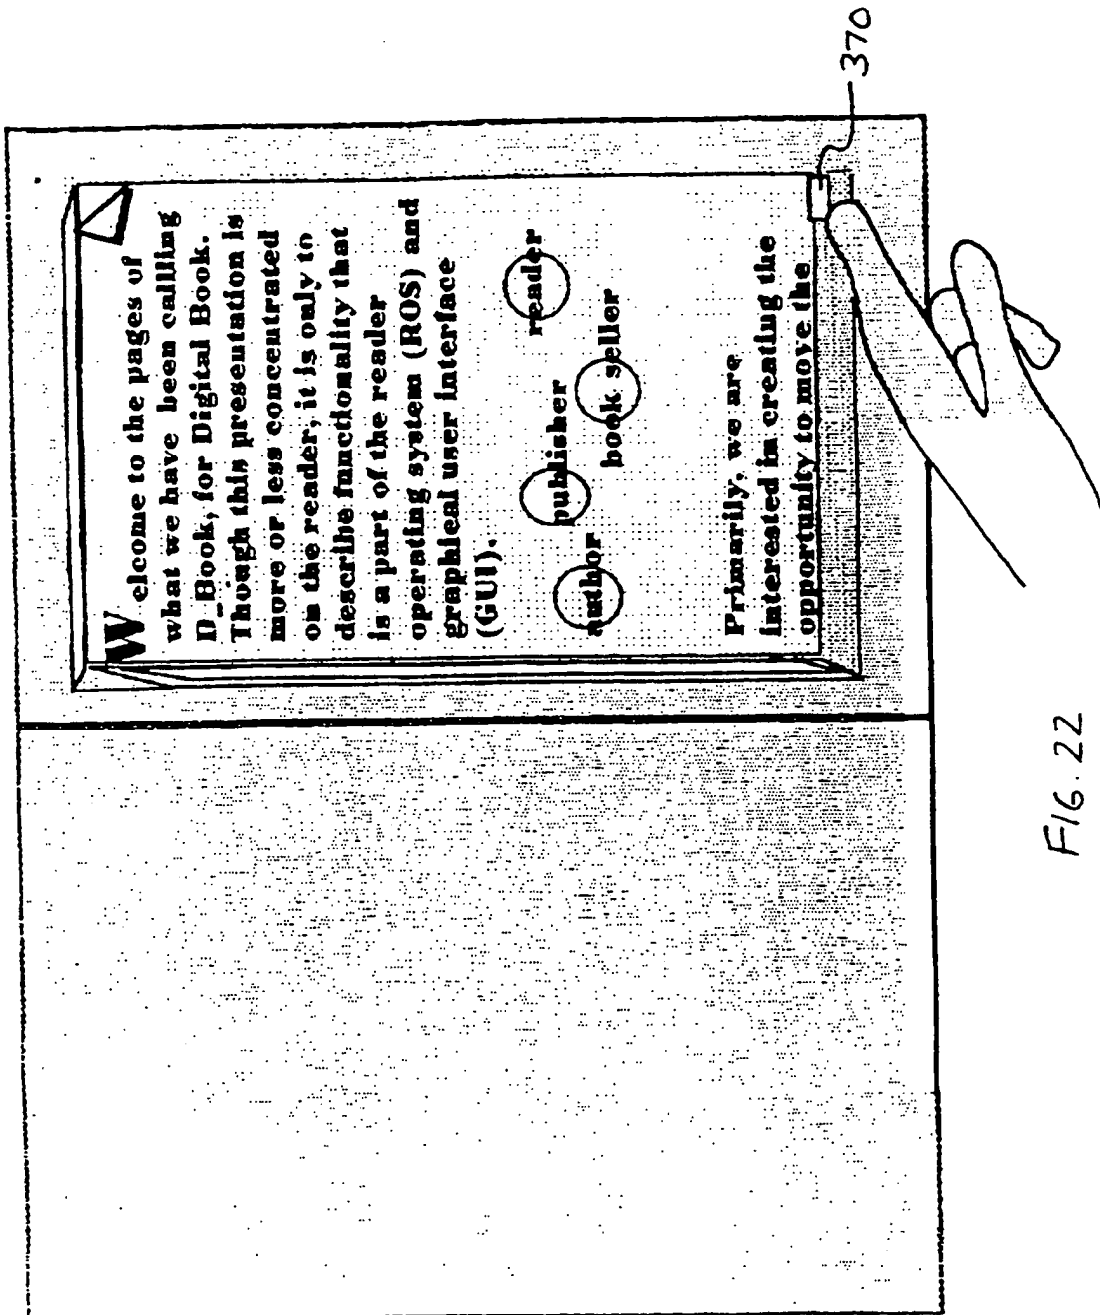 Welcome to the pages of
what we have been callling
D_Book, for Digital Book.
Though this presentation is
more or less concentrated
on the reader, it is only to
describe functionality that
is a part of the reader
operating system (ROS) and
graphical user interface
(GUI).
author publisher reader
book seller
Primarily, we are
interested in creating the
opportunity to move the
370
FIG. 22